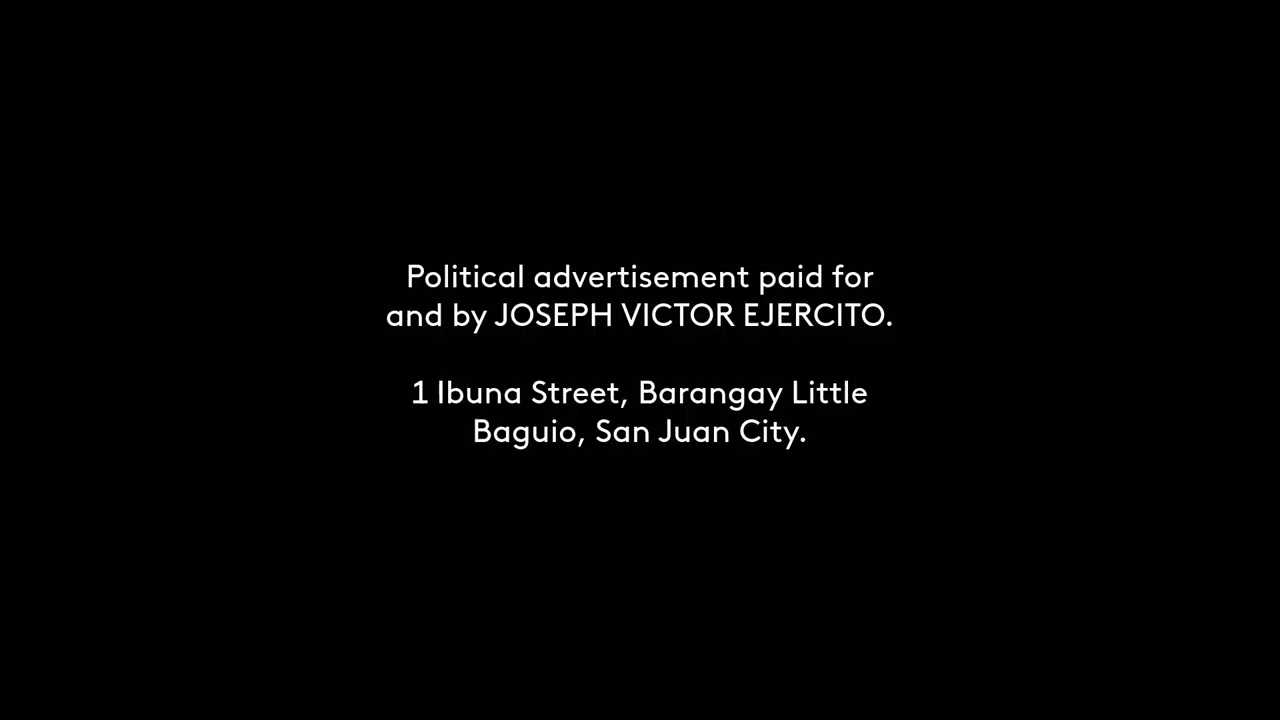 Political advertisement paid for
and by JOSEPH VICTOR EJERCITO.
1 Ibuna Street, Barangay Little
Baguio, San Juan City.